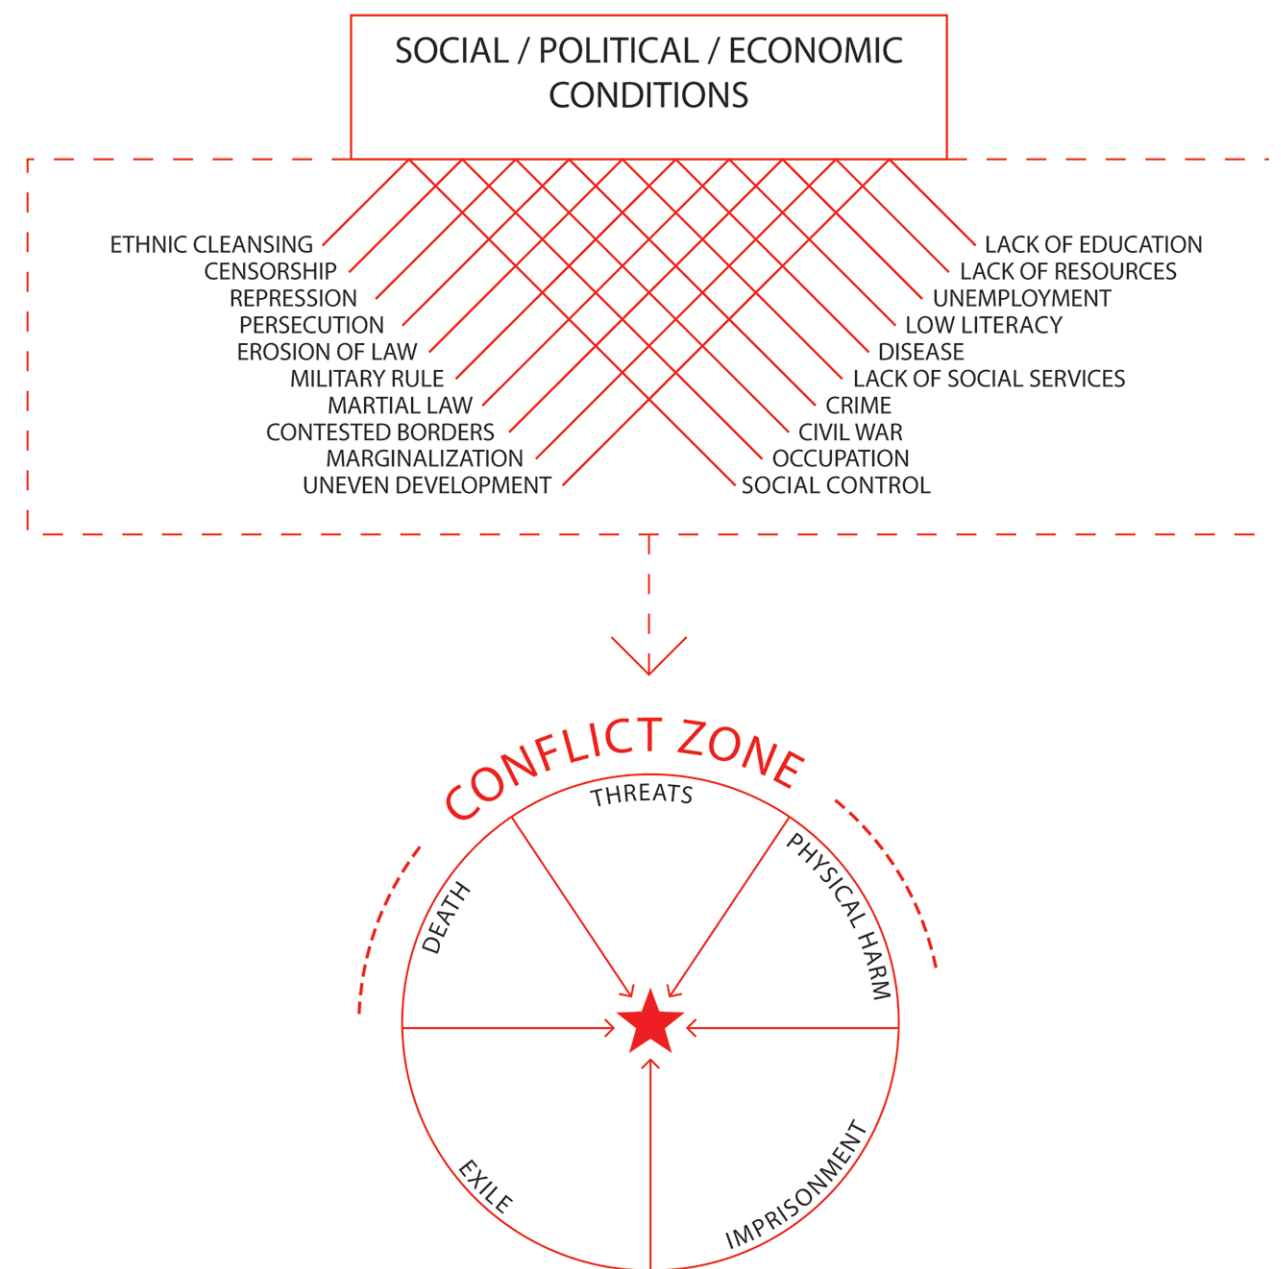 SOCIAL / POLITICAL / ECONOMIC
CONDITIONS
ETHNIC CLEANSING
CENSORSHIP
REPRESSION
PERSECUTION
EROSION OF LAW
MILITARY RULE
MARTIAL LAW
CONTESTED BORDERS
MARGINALIZATION
UNEVEN DEVELOPMENT
LACK OF EDUCATION
LACK OF RESOURCES
UNEMPLOYMENT
LOW LITERACY
DISEASE
LACK OF SOCIAL SERVICES
CRIME
CIVIL WAR
OCCUPATION
SOCIAL CONTROL
CONFLICT ZONE
THREATS
PHYSICAL HARM
DEATH
EXILE
IMPRISONMENT